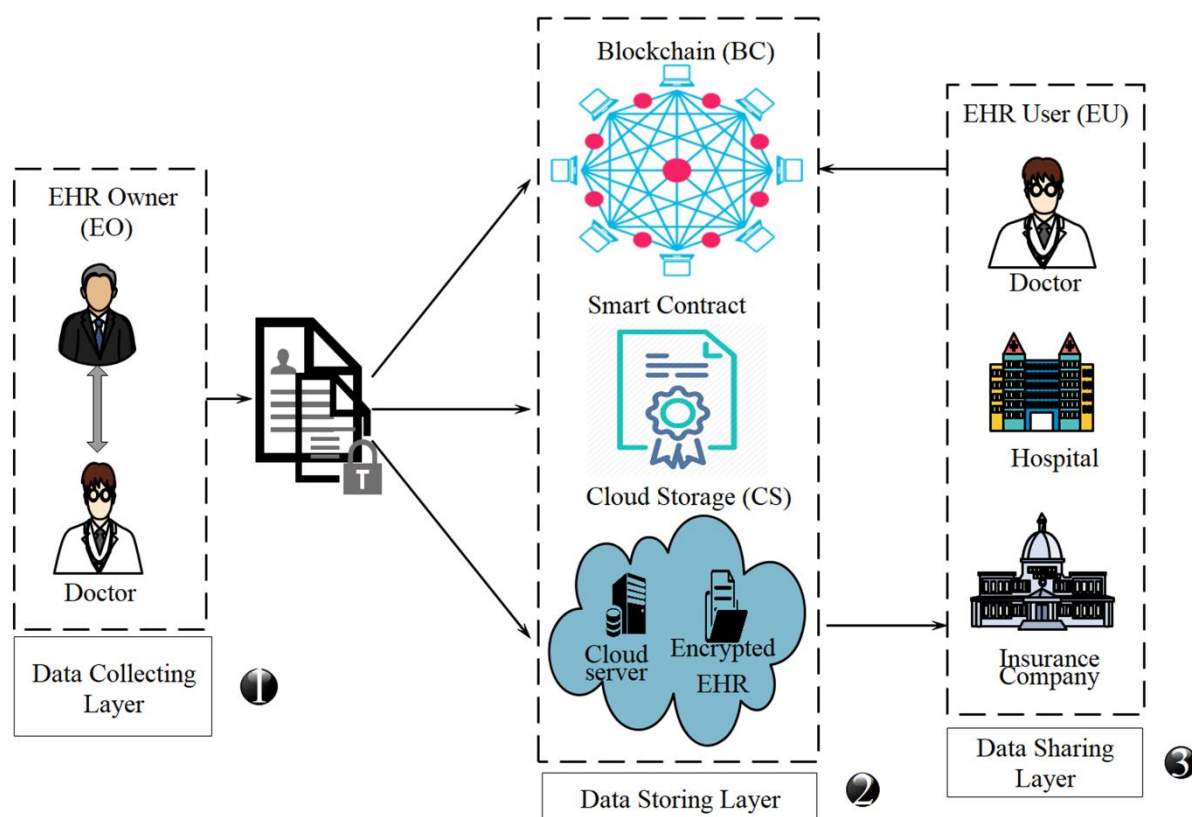 EHR Owner
(EO)
Doctor
Data Collecting
Layer
1
T
Blockchain (BC)
Smart Contract
Cloud Storage (CS)
Cloud
server
Encrypted
EHR
Data Storing Layer
2
EHR User (EU)
Doctor
Hospital
Insurance
Company
Data Sharing
Layer
3